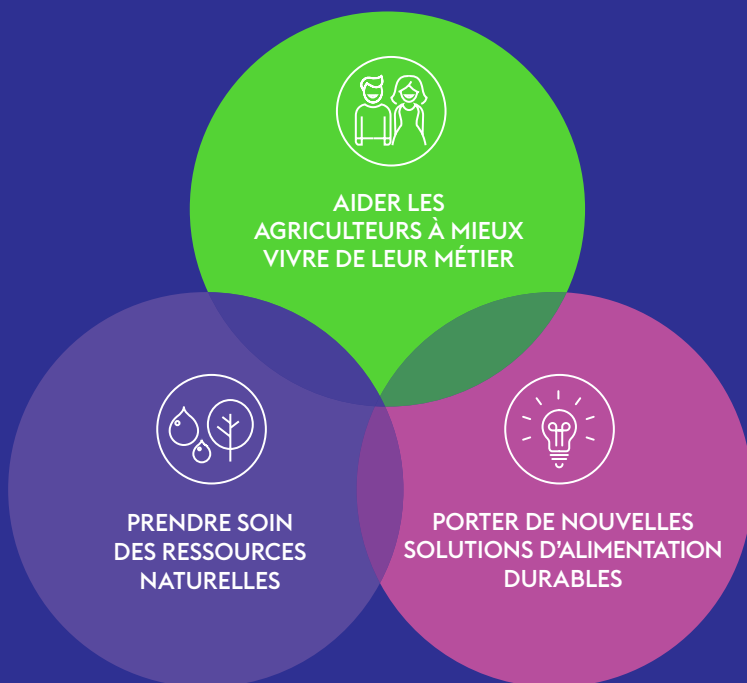 AIDER LES
AGRICULTEURS À MIEUX
VIVRE DE LEUR MÉTIER
PRENDRE SOIN
DES RESSOURCES
NATURELLES
PORTER DE NOUVELLES
SOLUTIONS D’ALIMENTATION
DURABLES